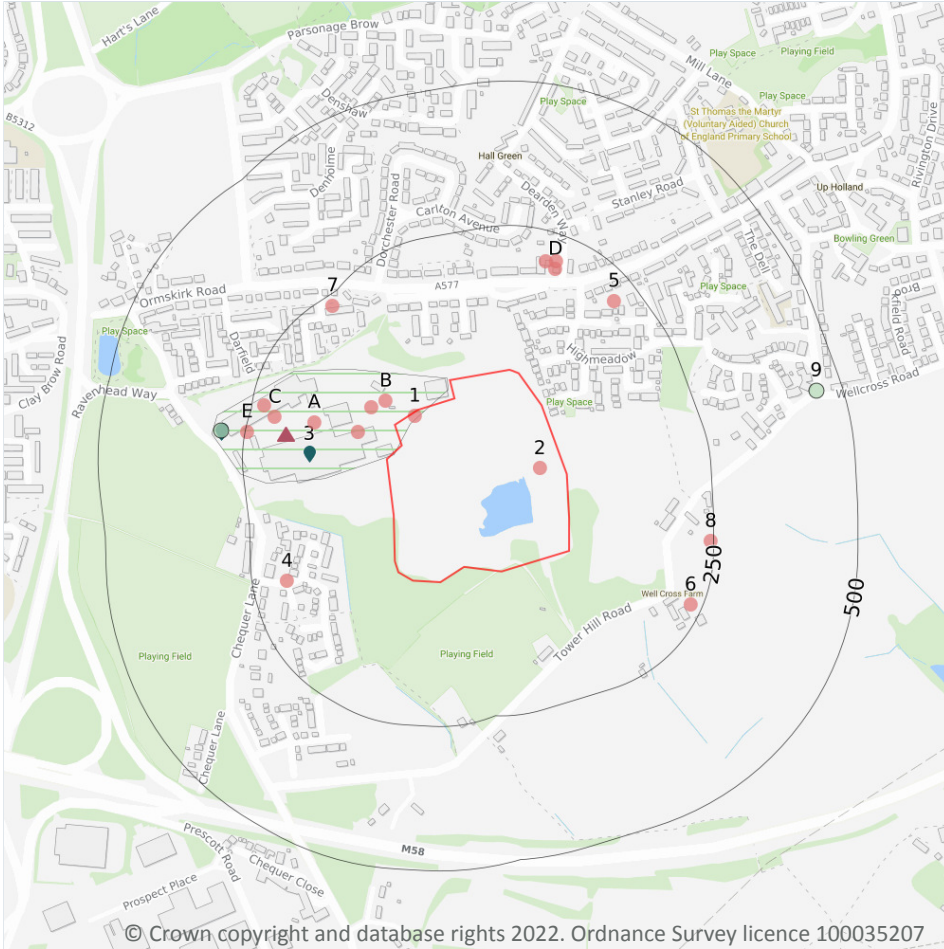 Hart's Lane
Parsonage Brow
Mill Lane
Play Space
Playing Field
Play Space
Play Space
B5312
Denshaw
St Thomas the Martyr
(Voluntary Aided) Church
of England Primary School
Rivington Drive
Hall Green
Denholme
Dorchester Road
Dearden Way
Stanley Road
Up Holland
Carlton Avenue
The Dell
Bowling Green
D
7
Ormskirk Road
A577
5
Play Space
Brookfield Road
Play Space
Darfield
Highmeadow
Clay Brow Road
Ravenhead Way
9
Wellcross Road
B
C
A
1
Play Space
E
3
2
8
250
4
6
Well Cross Farm
500
Chequer Lane
Tower Hill Road
Playing Field
Playing Field
Chequer Lane
Prescott Road
M58
Chequer Close
Prospect Place
© Crown copyright and database rights 2022. Ordnance Survey licence 100035207